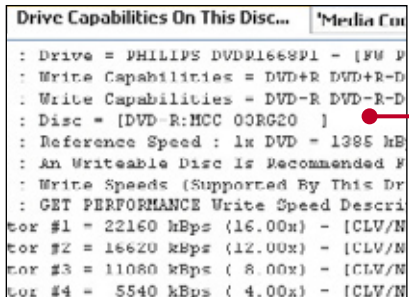 Drive Capabilities On This Disc... 'Media Cod
: Drive = PHILIPS DVDR1668P1 - [FW P
: Write Capabilities = DVD+R DVD+R-D
: Write Capabilities = DVD-R DVD-R-D
: Disc = [DVD-R:MCC 03RG20 ]
: Reference Speed : 1x DVD = 1385 kB
: An Writeable Disc Is Recommended F
: Write Speeds (Supported By This Dr
: GET PERFORMANCE Write Speed Descri
tor #1 = 22160 kBps (16.00x) - [CLV/N
tor #2 = 16620 kBps (12.00x) - [CLV/N
tor #3 = 11080 kBps ( 8.00x) - [CLV/N
tor #4 = 5540 kBps ( 4.00x) - [CLV/N